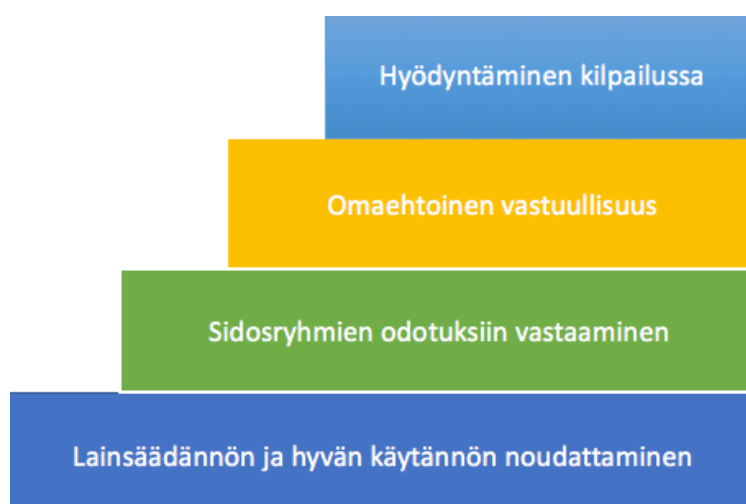 Hyödyntäminen kilpailussa
Omaehtoinen vastuullisuus
Sidosryhmien odotuksiin vastaaminen
Lainsäädännön ja hyvän käytännön noudattaminen